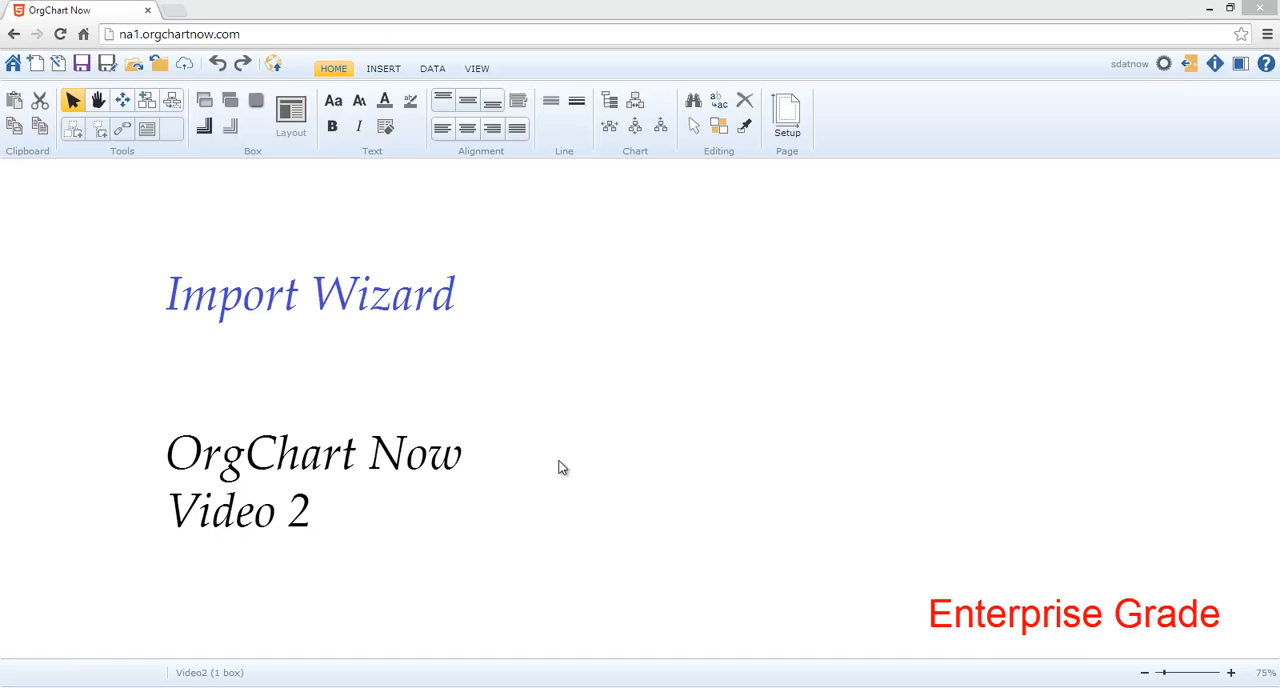 OrgChart Now
na1.orgchartnow.com
HOME INSERT DATA VIEW
sdatnow
Layout
Setup
Clipboard Tools Box Text Alignment Line Chart Editing Page
Import Wizard
OrgChart Now
Video 2
Enterprise Grade
Video2 (1 box)
75%